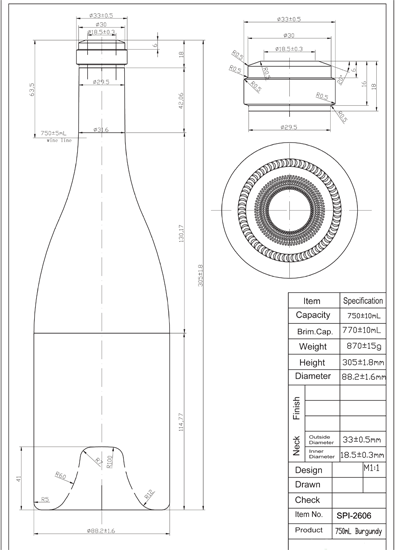 ø33±0.5
ø30
ø18.5±0.3
6
18
63.5
ø29.5
42.06
750±5mL
Wine line
ø31.6
130.17
305±1.8
114.77
41
R60
R100
R5
R12
ø88.2±1.6
ø33±0.5
ø30
ø18.5±0.3
R0.5
R0.5
R0.5
R0.5
R0.5
6
16
18
ø29.5
Item Specification
Capacity 750±10mL
Brim.Cap. 770±10mL
Weight 870±15g
Height 305±1.8mm
Diameter 88.2±1.6mm
Neck Finish
Outside Diameter 33±0.5mm
Inner Diameter 18.5±0.3mm
Design M1:1
Drawn
Check
Item No. SPI-2606
Product 750mL Burgundy